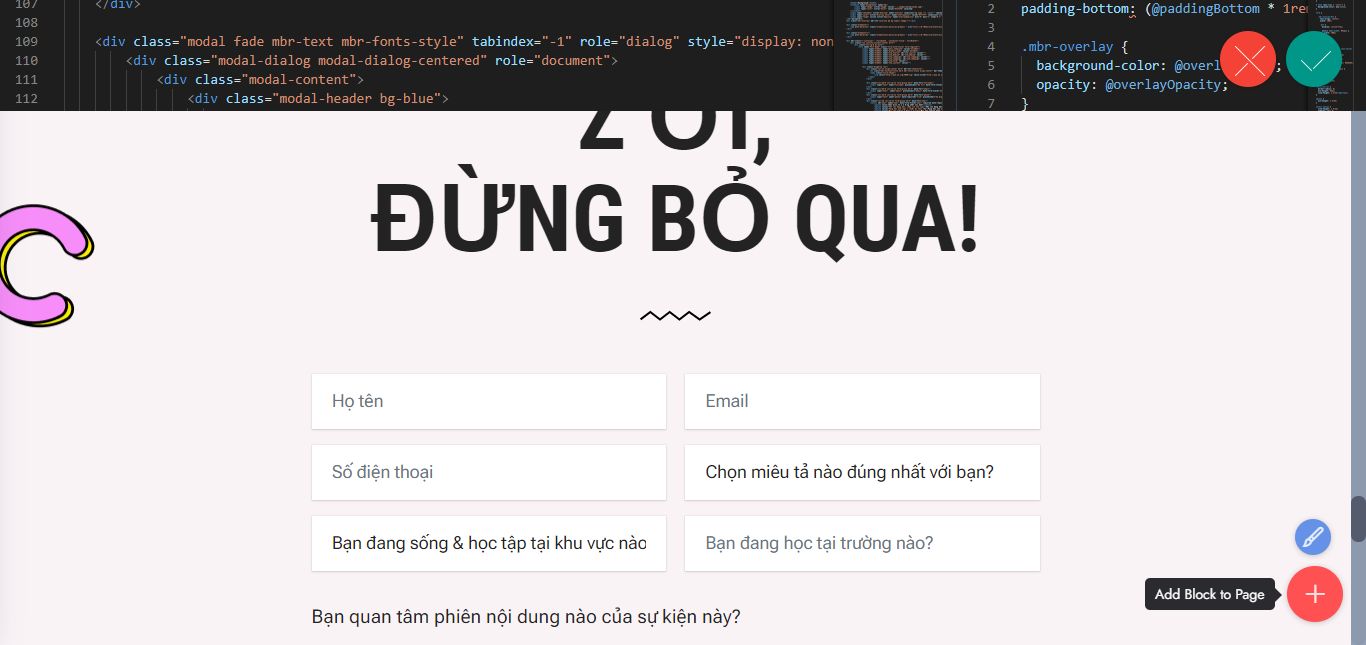 107 </div>
108
109 <div class="modal fade mbr-text mbr-fonts-style" tabindex="-1" role="dialog" style="display: non
110 <div class="modal-dialog modal-dialog-centered" role="document">
111 <div class="modal-content">
112 <div class="modal-header bg-blue">
2 padding-bottom: (@paddingBottom * 1re
3
4 .mbr-overlay {
5 background-color: @overl ;
6 opacity: @overlayOpacity;
7 }
Z ƠI,
ĐỪNG BỎ QUA!
C
Họ tên
Email
Số điện thoại
Chọn miêu tả nào đúng nhất với bạn?
Bạn đang sống & học tập tại khu vực nào
Bạn đang học tại trường nào?
Add Block to Page
Bạn quan tâm phiên nội dung nào của sự kiện này?